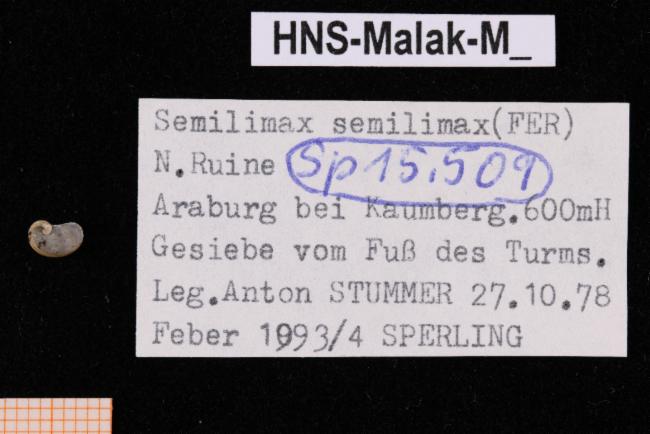 HNS-Malak-M_
Semilimax semilimax(FER)
N.Ruine Sp15.509
Araburg bei Kaumberg.600mH
Gesiebe vom Fuß des Turms.
Leg.Anton STUMMER 27.10.78
Feber 1993/4 SPERLING